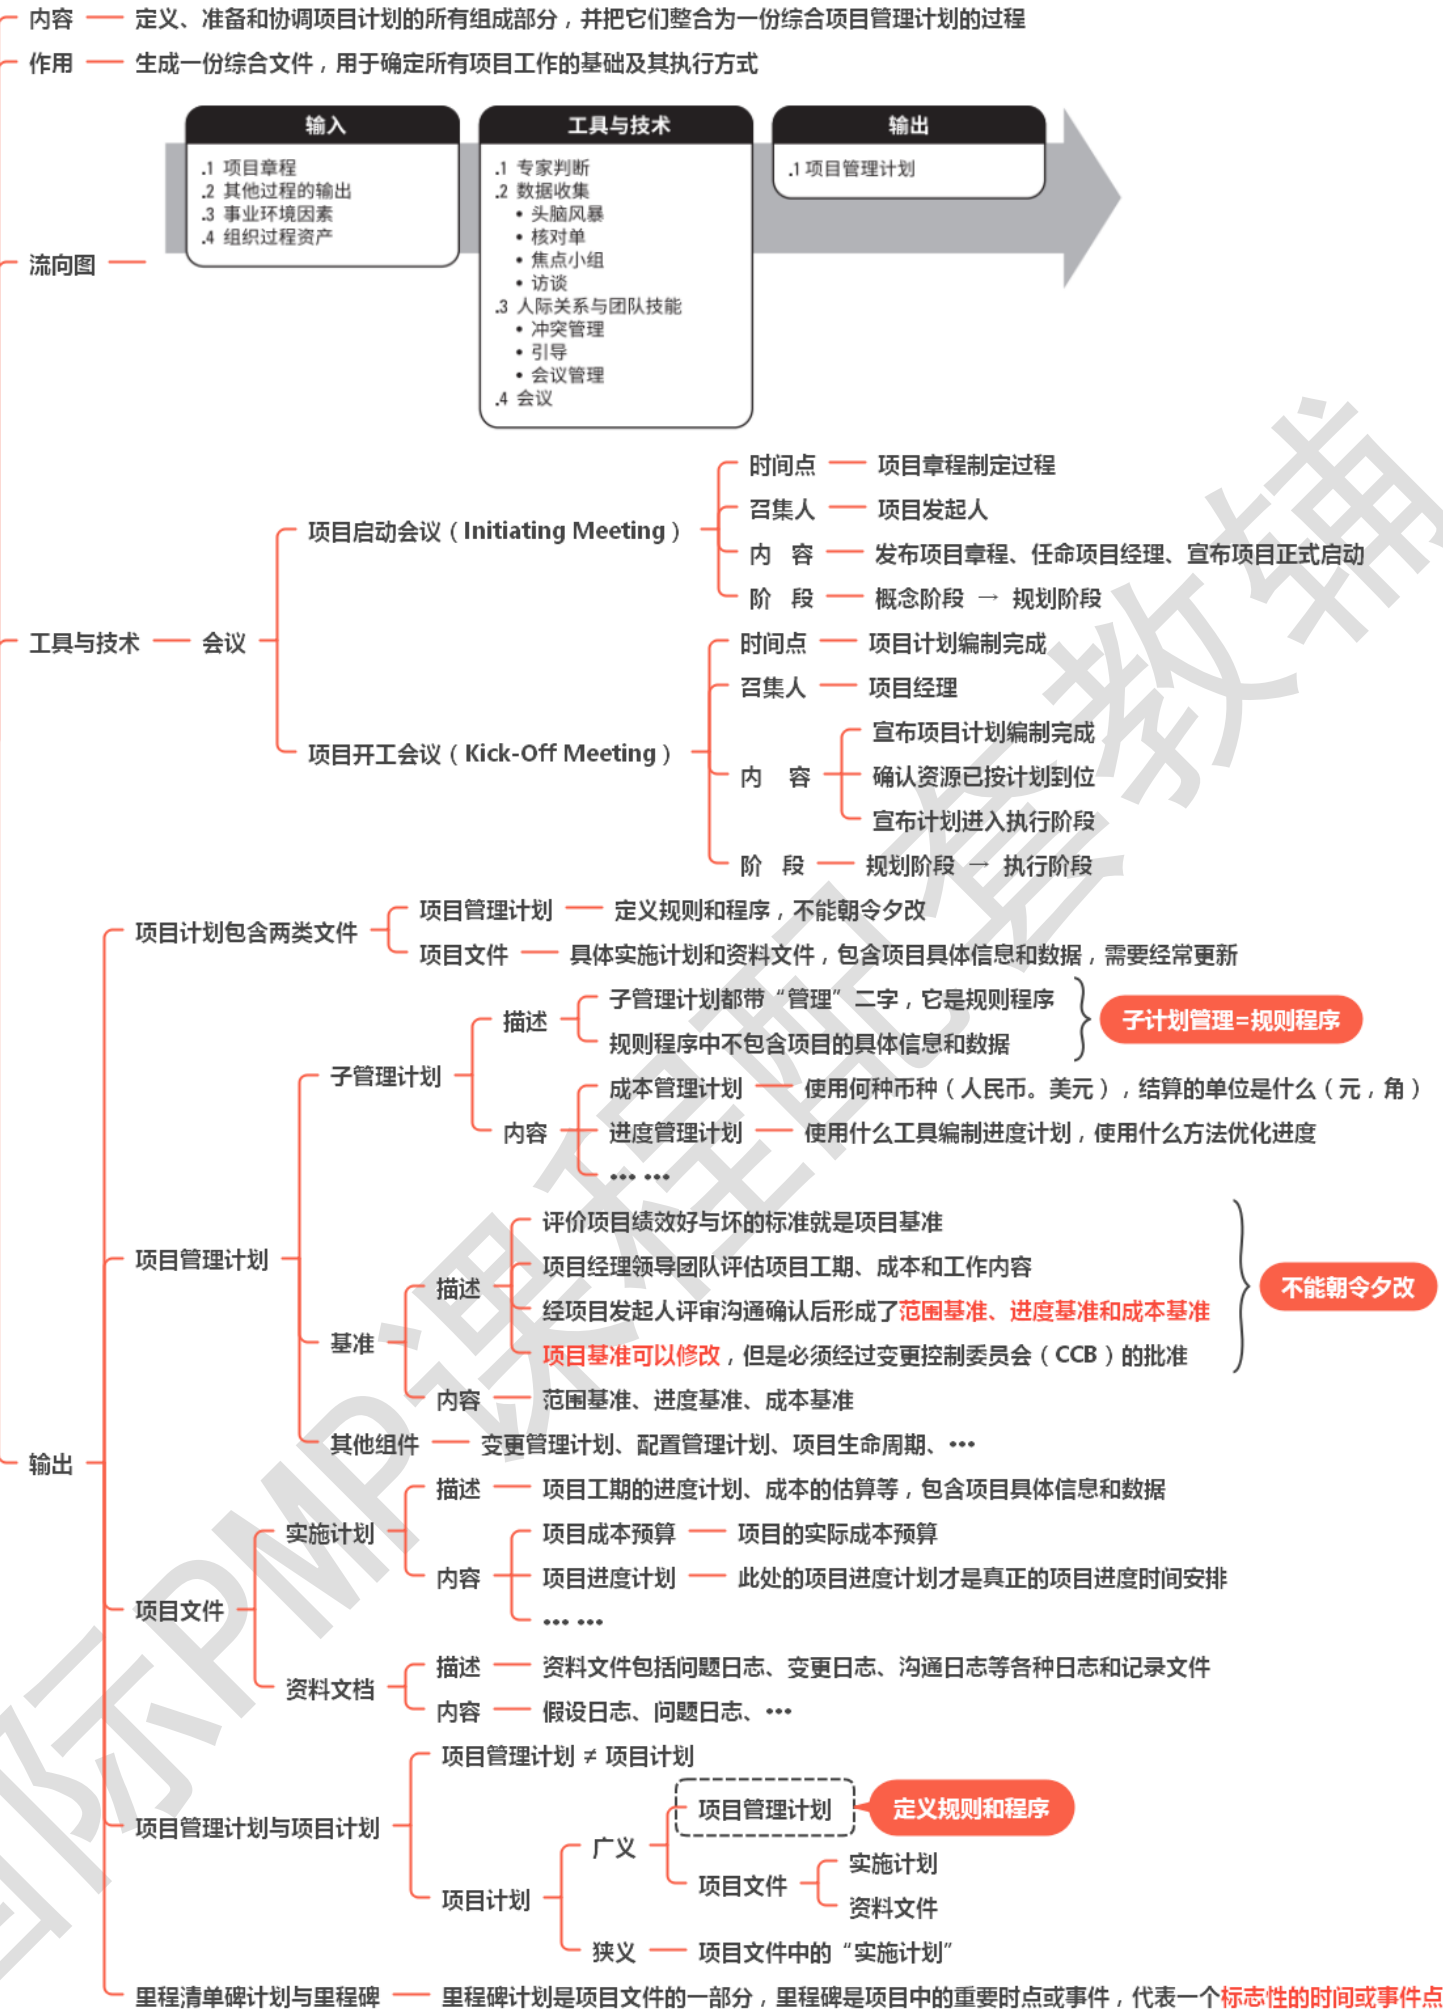 内容 定义、准备和协调项目计划的所有组成部分，并把它们整合为一份综合项目管理计划的过程
作用 生成一份综合文件，用于确定所有项目工作的基础及其执行方式
流向图
输入
.1 项目章程
.2 其他过程的输出
.3 事业环境因素
.4 组织过程资产
工具与技术
.1 专家判断
.2 数据收集
• 头脑风暴
• 核对单
• 焦点小组
• 访谈
.3 人际关系与团队技能
• 冲突管理
• 引导
• 会议管理
.4 会议
输出
.1 项目管理计划
工具与技术 会议
项目启动会议（Initiating Meeting）
时间点 项目章程制定过程
召集人 项目发起人
内 容 发布项目章程、任命项目经理、宣布项目正式启动
阶 段 概念阶段 → 规划阶段
项目开工会议（Kick-Off Meeting）
时间点 项目计划编制完成
召集人 项目经理
内 容
宣布项目计划编制完成
确认资源已按计划到位
宣布计划进入执行阶段
阶 段 规划阶段 → 执行阶段
输出
项目计划包含两类文件
项目管理计划 定义规则和程序，不能朝令夕改
项目文件 具体实施计划和资料文件，包含项目具体信息和数据，需要经常更新
项目管理计划
子管理计划
描述
子管理计划都带“管理”二字，它是规则程序
规则程序中不包含项目的具体信息和数据
子计划管理=规则程序
内容
成本管理计划 使用何种币种（人民币。美元），结算的单位是什么（元，角）
进度管理计划 使用什么工具编制进度计划，使用什么方法优化进度
••• •••
基准
描述
评价项目绩效好与坏的标准就是项目基准
项目经理领导团队评估项目工期、成本和工作内容
经项目发起人评审沟通确认后形成了范围基准、进度基准和成本基准
项目基准可以修改，但是必须经过变更控制委员会（CCB）的批准
不能朝令夕改
内容 范围基准、进度基准、成本基准
其他组件 变更管理计划、配置管理计划、项目生命周期、•••
项目文件
实施计划
描述 项目工期的进度计划、成本的估算等，包含项目具体信息和数据
内容
项目成本预算 项目的实际成本预算
项目进度计划 此处的项目进度计划才是真正的项目进度时间安排
••• •••
资料文档
描述 资料文件包括问题日志、变更日志、沟通日志等各种日志和记录文件
内容 假设日志、问题日志、•••
项目管理计划与项目计划
项目管理计划 ≠ 项目计划
项目计划
广义
项目管理计划
定义规则和程序
项目文件
实施计划
资料文件
狭义 项目文件中的“实施计划”
里程清单碑计划与里程碑 里程碑计划是项目文件的一部分，里程碑是项目中的重要时点或事件，代表一个标志性的时间或事件点
国际PMP课程配套教辅